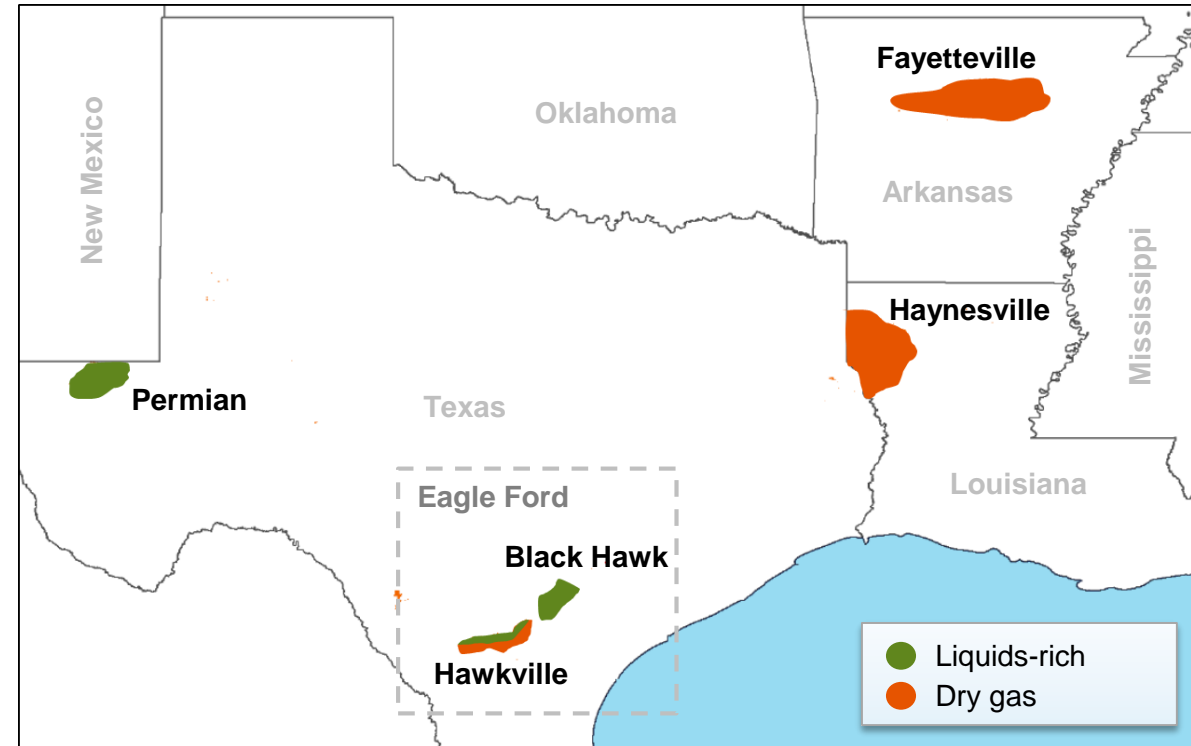 Fayetteville
Oklahoma
New Mexico
Arkansas
Mississippi
Haynesville
Permian
Texas
Louisiana
Eagle Ford
Black Hawk
Hawkville
Liquids-rich
Dry gas